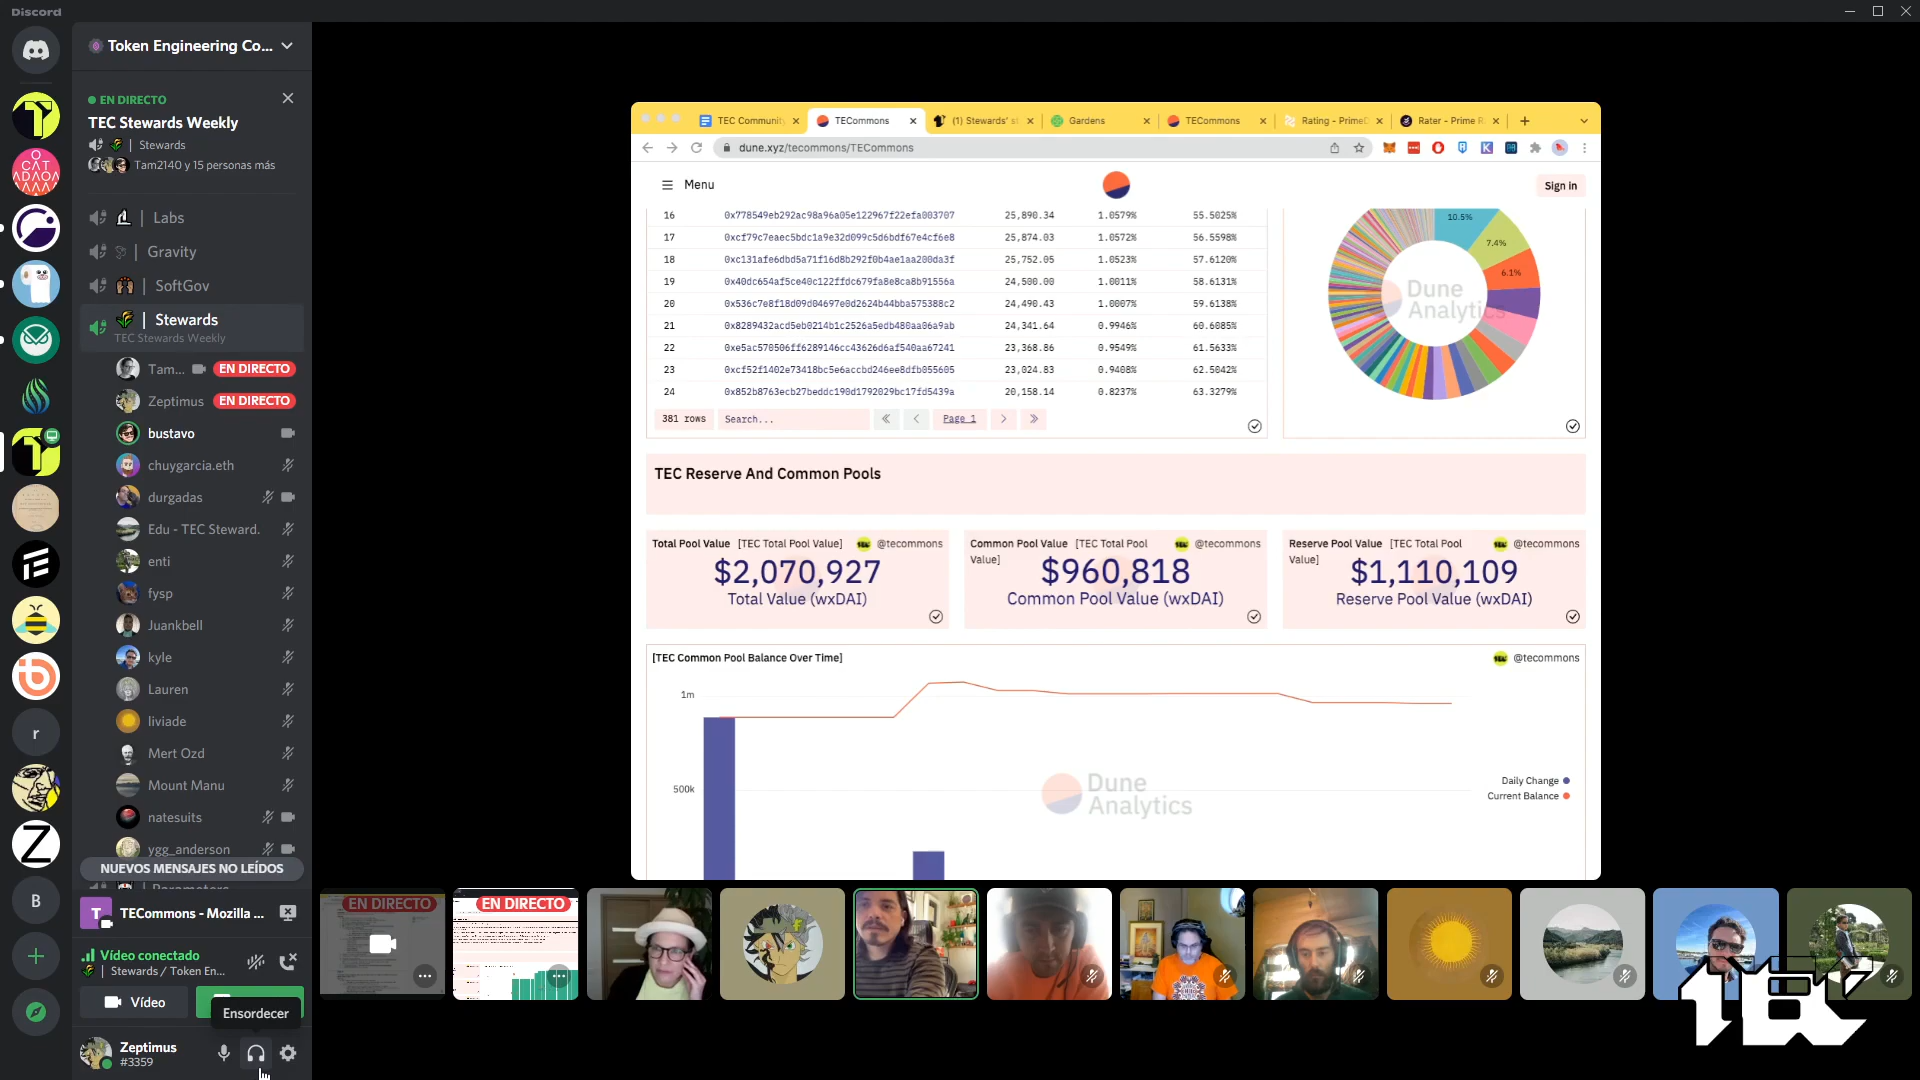 Discord
Token Engineering Co...
EN DIRECTO
TEC Stewards Weekly
| Stewards
Tam2140 y 15 personas más
| Labs
| Gravity
| SoftGov
| Stewards
TEC Stewards Weekly
Tam... EN DIRECTO
Zeptimus EN DIRECTO
bustavo
chuygarcia.eth
durgadas
Edu - TEC Steward.
enti
fysp
Juankbell
kyle
Lauren
liviade
Mert Ozd
Mount Manu
natesuits
ygg_anderson
NUEVOS MENSAJES NO LEÍDOS
r
B
T TECommons - Mozilla ...
Vídeo conectado
| Stewards / Token En...
Vídeo
Ensordecer
Zeptimus
#3359
TEC Community
TECommons
(1) Stewards' s
Gardens
TECommons
Rating - PrimeD
Rater - Prime R
dune.xyz/tecommons/TECommons
Menu
Sign in
16 0x778549eb292ac98a96a05e122967f22efa003707 25,890.34 1.0579% 55.5025%
17 0xcf79c7eaec5bdc1a9e32d099c5d6bdf67e4cf6e8 25,874.03 1.0572% 56.5598%
18 0xc131afe6dbd5a71f16d8b292f0b4ae1aa200da3f 25,752.05 1.0523% 57.6120%
19 0x40dc654af5ce40c122ffdc679fa8e8ca8b91556a 24,500.00 1.0011% 58.6131%
20 0x536c7e8f18d09d04697e0d2624b44bba575388c2 24,490.43 1.0007% 59.6138%
21 0x8289432acd5eb0214b1c2526a5edb480aa06a9ab 24,341.64 0.9946% 60.6085%
22 0xe5ac570506ff6289146cc43626d6af540aa67241 23,368.86 0.9549% 61.5633%
23 0xcf52f1402e73418bc5e6accbd246ee8dfb055605 23,024.83 0.9408% 62.5042%
24 0x852b8763ecb27beddc190d1792029bc17fd5439a 20,158.14 0.8237% 63.3279%
381 rows Search... Page 1
10.5%
7.4%
6.1%
Dune
Analytics
TEC Reserve And Common Pools
Total Pool Value [TEC Total Pool Value] @tecommons
$2,070,927
Total Value (wxDAI)
Common Pool Value [TEC Total Pool Value] @tecommons
$960,818
Common Pool Value (wxDAI)
Reserve Pool Value [TEC Total Pool Value] @tecommons
$1,110,109
Reserve Pool Value (wxDAI)
[TEC Common Pool Balance Over Time] @tecommons
1m
500k
Dune
Analytics
Daily Change
Current Balance
EN DIRECTO
EN DIRECTO
TEC